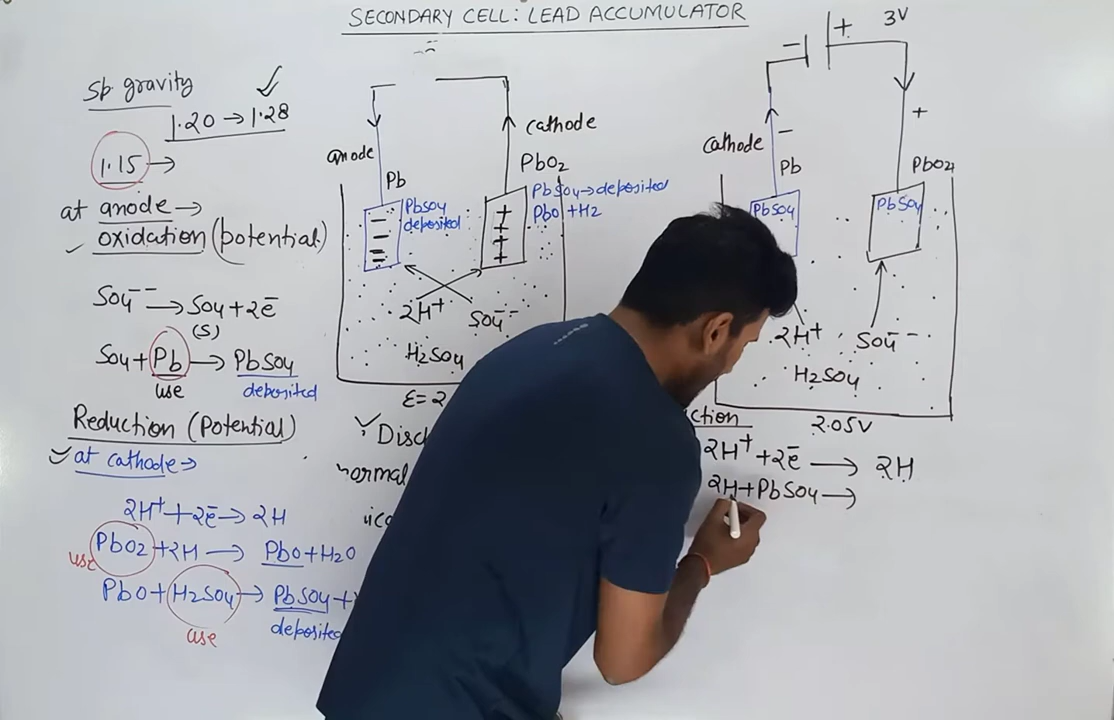 SECONDARY CELL: LEAD ACCUMULATOR
Sp. gravity
1.20 → 1.28
1.15 →
at anode →
oxidation (potential)
SO4-- → SO4 + 2e-
(S)
SO4 + Pb → PbSO4
use deposited
Reduction (Potential)
at cathode →
2H+ + 2e- → 2H
use PbO2 + 2H → PbO + H2O
PbO + H2SO4 → PbSO4 +
use deposited
anode
Pb
PbSO4
deposited
cathode
PbO2
PbSO4 → deposited
PbO + H2
2H+ SO4--
H2SO4
ε = 2
Disch
normal
- + 3V
+
cathode -
Pb
PbO2
PbSO4 PbSO4
2H+ SO4--
H2SO4
2.05V
ction
2H+ + 2e- → 2H
2H + PbSO4 →